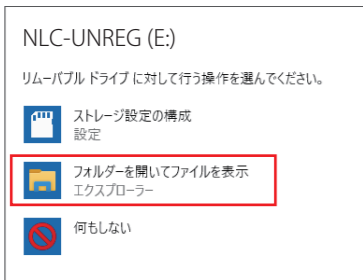 NLC-UNREG (E:)
リムーバブル ドライブ に対して行う操作を選んでください。
ストレージ設定の構成
設定
フォルダーを開いてファイルを表示
エクスプローラー
何もしない